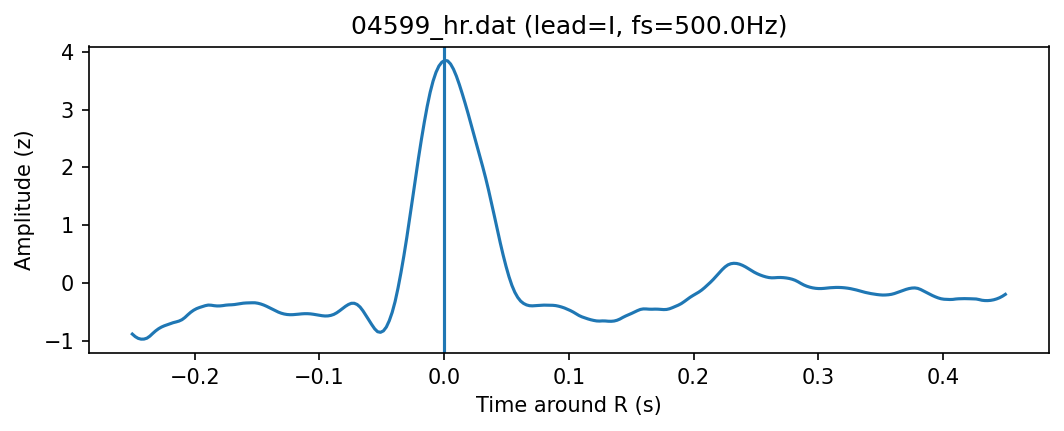 04599_hr.dat (lead=I, fs=500.0Hz)
Amplitude (z)
4
3
2
1
0
−1
−0.2 −0.1 0.0 0.1 0.2 0.3 0.4
Time around R (s)